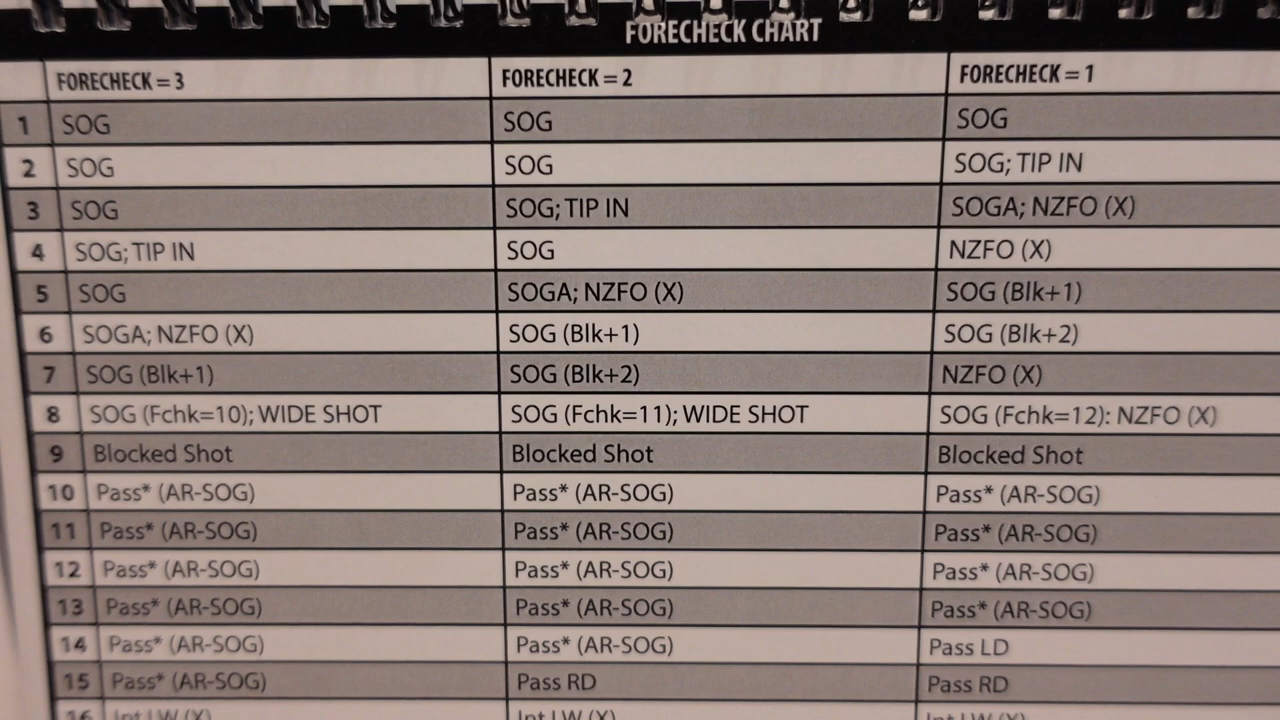 FORECHECK CHART
FORECHECK = 3 FORECHECK = 2 FORECHECK = 1
1 SOG SOG SOG
2 SOG SOG SOG; TIP IN
3 SOG SOG; TIP IN SOGA; NZFO (X)
4 SOG; TIP IN SOG NZFO (X)
5 SOG SOGA; NZFO (X) SOG (Blk+1)
6 SOGA; NZFO (X) SOG (Blk+1) SOG (Blk+2)
7 SOG (Blk+1) SOG (Blk+2) NZFO (X)
8 SOG (Fchk=10); WIDE SHOT SOG (Fchk=11); WIDE SHOT SOG (Fchk=12): NZFO (X)
9 Blocked Shot Blocked Shot Blocked Shot
10 Pass* (AR-SOG) Pass* (AR-SOG) Pass* (AR-SOG)
11 Pass* (AR-SOG) Pass* (AR-SOG) Pass* (AR-SOG)
12 Pass* (AR-SOG) Pass* (AR-SOG) Pass* (AR-SOG)
13 Pass* (AR-SOG) Pass* (AR-SOG) Pass* (AR-SOG)
14 Pass* (AR-SOG) Pass* (AR-SOG) Pass LD
15 Pass* (AR-SOG) Pass RD Pass RD
16 Int LW (X) Int LW (X) Int LW (X)